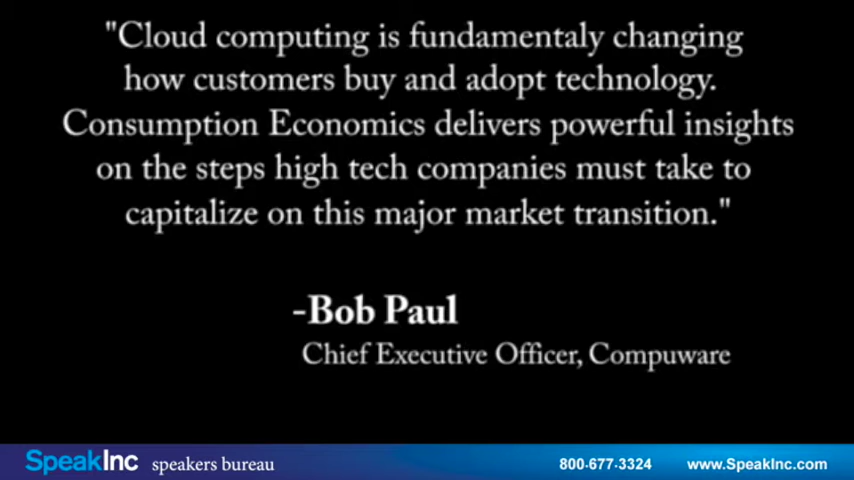 "Cloud computing is fundamentaly changing
how customers buy and adopt technology.
Consumption Economics delivers powerful insights
on the steps high tech companies must take to
capitalize on this major market transition."
-Bob Paul
Chief Executive Officer, Compuware
SpeakInc speakers bureau 800-677-3324 www.SpeakInc.com